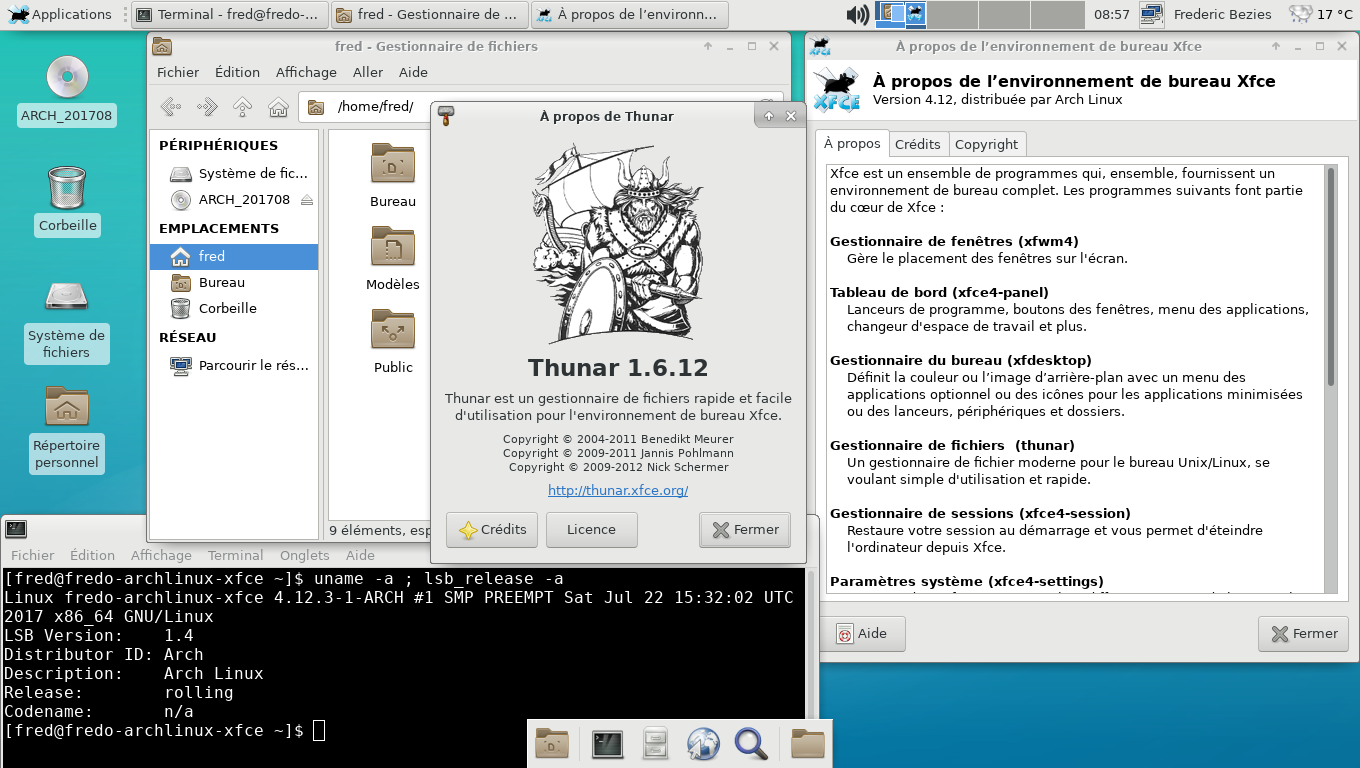 Applications
Terminal - fred@fredo-...
fred - Gestionnaire de ...
À propos de l’environn...
08:57
Frederic Bezies
17 °C
ARCH_201708
Corbeille
Système de
fichiers
Répertoire
personnel
fred - Gestionnaire de fichiers
Fichier Édition Affichage Aller Aide
/home/fred/
PÉRIPHÉRIQUES
Système de fic...
ARCH_201708
EMPLACEMENTS
fred
Bureau
Corbeille
RÉSEAU
Parcourir le rés...
Bureau
Modèles
Public
9 éléments, esp
À propos de Thunar
Thunar 1.6.12
Thunar est un gestionnaire de fichiers rapide et facile
d'utilisation pour l'environnement de bureau Xfce.
Copyright © 2004-2011 Benedikt Meurer
Copyright © 2009-2011 Jannis Pohlmann
Copyright © 2009-2012 Nick Schermer
http://thunar.xfce.org/
Crédits Licence Fermer
À propos de l’environnement de bureau Xfce
XFCE
À propos de l’environnement de bureau Xfce
Version 4.12, distribuée par Arch Linux
À propos Crédits Copyright
Xfce est un ensemble de programmes qui, ensemble, fournissent un
environnement de bureau complet. Les programmes suivants font partie
du cœur de Xfce :
Gestionnaire de fenêtres (xfwm4)
Gère le placement des fenêtres sur l'écran.
Tableau de bord (xfce4-panel)
Lanceurs de programme, boutons des fenêtres, menu des applications,
changeur d'espace de travail et plus.
Gestionnaire du bureau (xfdesktop)
Définit la couleur ou l’image d’arrière-plan avec un menu des
applications optionnel ou des icônes pour les applications minimisées
ou des lanceurs, périphériques et dossiers.
Gestionnaire de fichiers  (thunar)
Un gestionnaire de fichier moderne pour le bureau Unix/Linux, se
voulant simple d'utilisation et rapide.
Gestionnaire de sessions (xfce4-session)
Restaure votre session au démarrage et vous permet d'éteindre
l'ordinateur depuis Xfce.
Paramètres système (xfce4-settings)
Aide Fermer
Fichier Édition Affichage Terminal Onglets Aide
[fred@fredo-archlinux-xfce ~]$ uname -a ; lsb_release -a
Linux fredo-archlinux-xfce 4.12.3-1-ARCH #1 SMP PREEMPT Sat Jul 22 15:32:02 UTC
2017 x86_64 GNU/Linux
LSB Version:    1.4
Distributor ID: Arch
Description:    Arch Linux
Release:        rolling
Codename:       n/a
[fred@fredo-archlinux-xfce ~]$